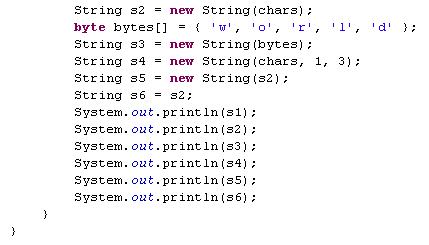 String s2 = new String(chars);
byte bytes[] = { 'w', 'o', 'r', 'l', 'd' };
String s3 = new String(bytes);
String s4 = new String(chars, 1, 3);
String s5 = new String(s2);
String s6 = s2;
System.out.println(s1);
System.out.println(s2);
System.out.println(s3);
System.out.println(s4);
System.out.println(s5);
System.out.println(s6);
}
}